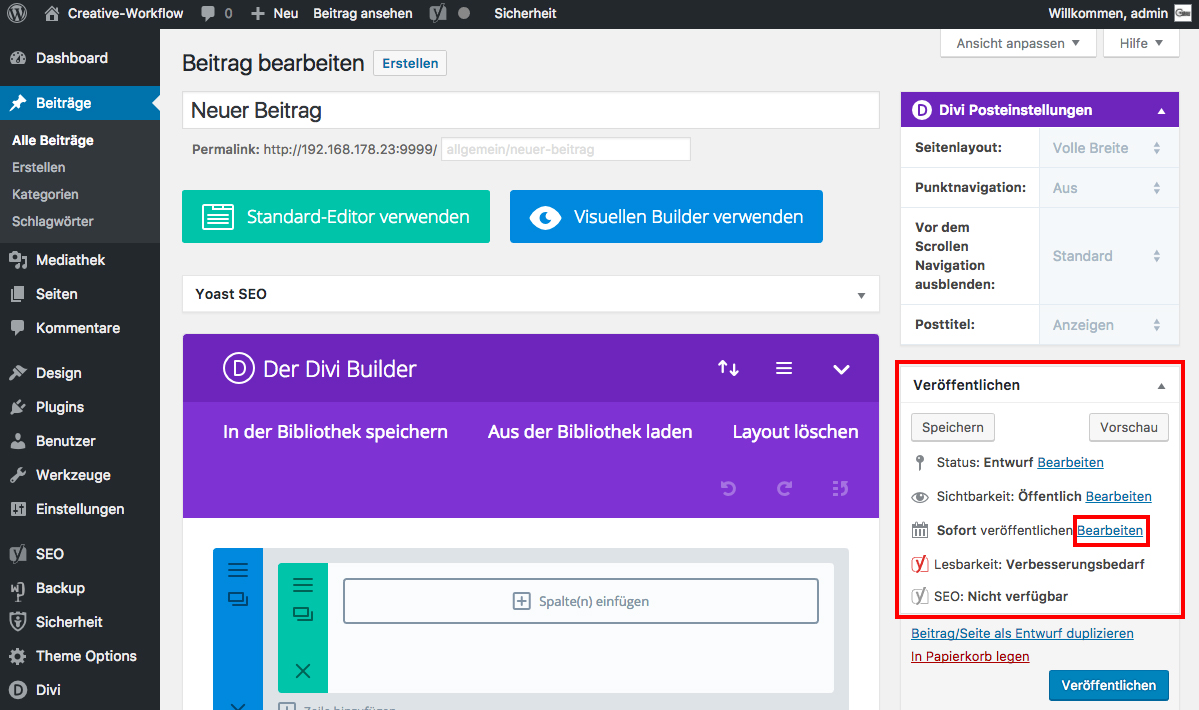 Creative-Workflow 0 Neu Beitrag ansehen Sicherheit Willkommen, admin
Dashboard
Beiträge
Alle Beiträge
Erstellen
Kategorien
Schlagwörter
Mediathek
Seiten
Kommentare
Design
Plugins
Benutzer
Werkzeuge
Einstellungen
SEO
Backup
Sicherheit
Theme Options
Divi
Ansicht anpassen Hilfe
Beitrag bearbeiten Erstellen
Neuer Beitrag
Permalink: http://192.168.178.23:9999/ allgemein/neuer-beitrag
Standard-Editor verwenden Visuellen Builder verwenden
Yoast SEO
D Der Divi Builder
In der Bibliothek speichern Aus der Bibliothek laden Layout löschen
Spalte(n) einfügen
Zeile hinzufügen
D Divi Posteinstellungen
Seitenlayout: Volle Breite
Punktnavigation: Aus
Vor dem
Scrollen
Navigation
ausblenden: Standard
Posttitel: Anzeigen
Veröffentlichen
Speichern Vorschau
Status: Entwurf Bearbeiten
Sichtbarkeit: Öffentlich Bearbeiten
Sofort veröffentlichen Bearbeiten
Lesbarkeit: Verbesserungsbedarf
SEO: Nicht verfügbar
Beitrag/Seite als Entwurf duplizieren
In Papierkorb legen
Veröffentlichen